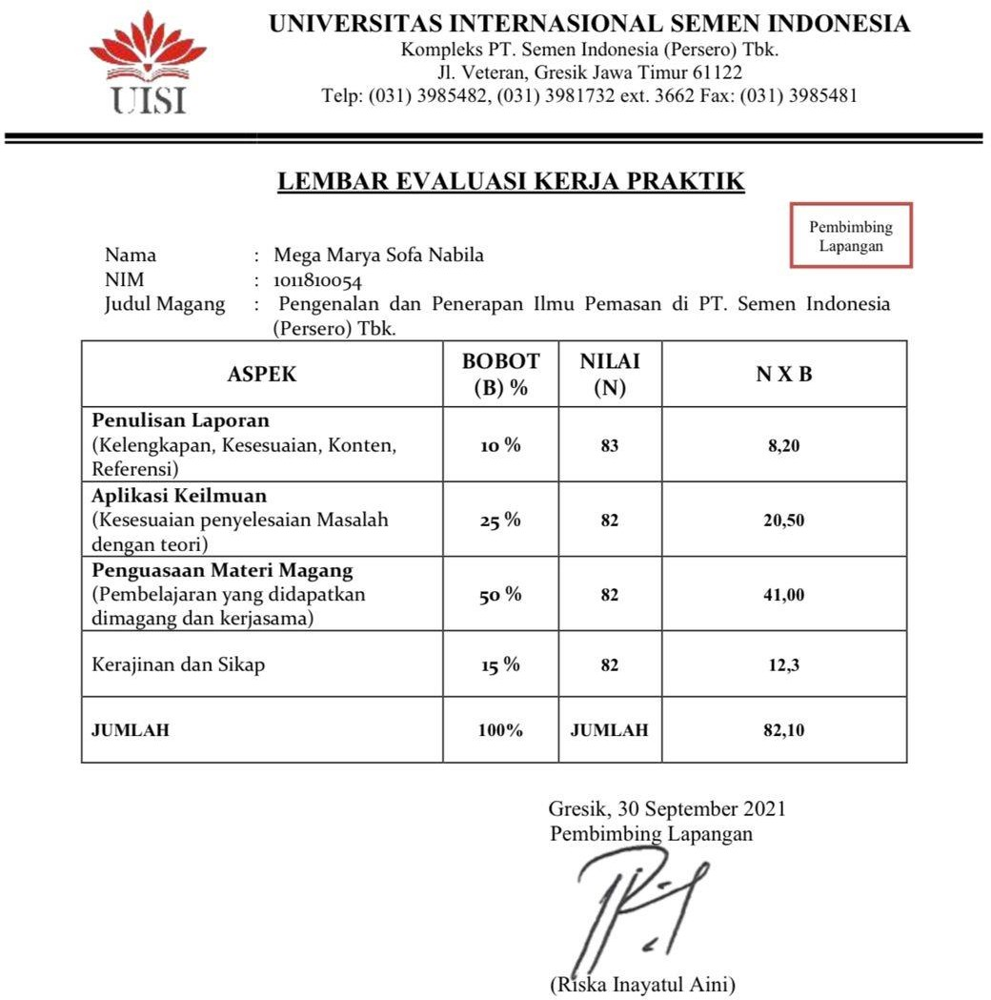 UISI
UNIVERSITAS INTERNASIONAL SEMEN INDONESIA
Kompleks PT. Semen Indonesia (Persero) Tbk.
Jl. Veteran, Gresik Jawa Timur 61122
Telp: (031) 3985482, (031) 3981732 ext. 3662 Fax: (031) 3985481
LEMBAR EVALUASI KERJA PRAKTIK
Pembimbing
Lapangan
Nama : Mega Marya Sofa Nabila
NIM : 1011810054
Judul Magang : Pengenalan dan Penerapan Ilmu Pemasan di PT. Semen Indonesia
(Persero) Tbk.
ASPEK BOBOT (B) % NILAI (N) N X B
Penulisan Laporan
(Kelengkapan, Kesesuaian, Konten,
Referensi)
10 % 83 8,20
Aplikasi Keilmuan
(Kesesuaian penyelesaian Masalah
dengan teori)
25 % 82 20,50
Penguasaan Materi Magang
(Pembelajaran yang didapatkan
dimagang dan kerjasama)
50 % 82 41,00
Kerajinan dan Sikap 15 % 82 12,3
JUMLAH 100% JUMLAH 82,10
Gresik, 30 September 2021
Pembimbing Lapangan
(Riska Inayatul Aini)